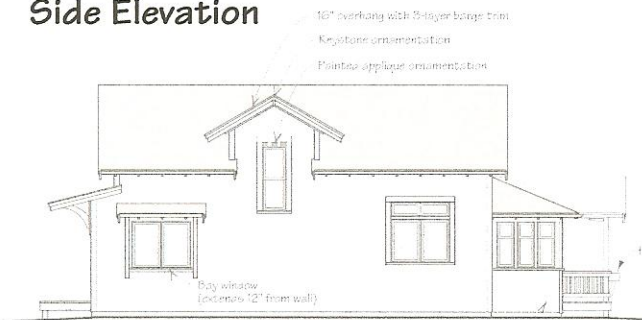 Side Elevation
16" overhang with 3-layer barge trim
Keystone ornamentation
Painted applique ornamentation
Bay window
(extends 12" from wall)